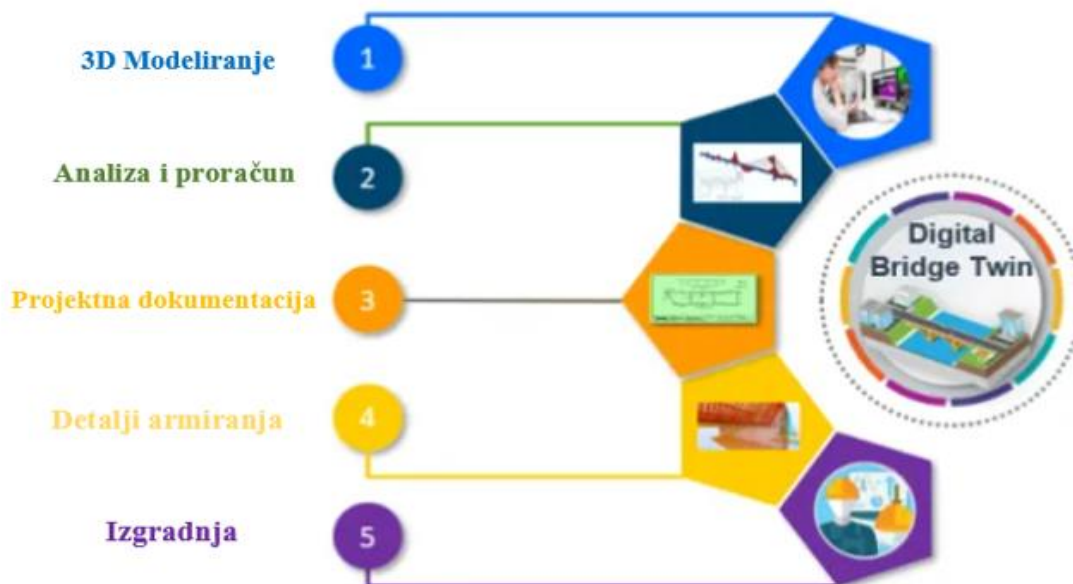 3D Modeliranje
1
Analiza i proračun
2
Projektna dokumentacija
3
Detalji armiranja
4
Izgradnja
5
Digital
Bridge Twin